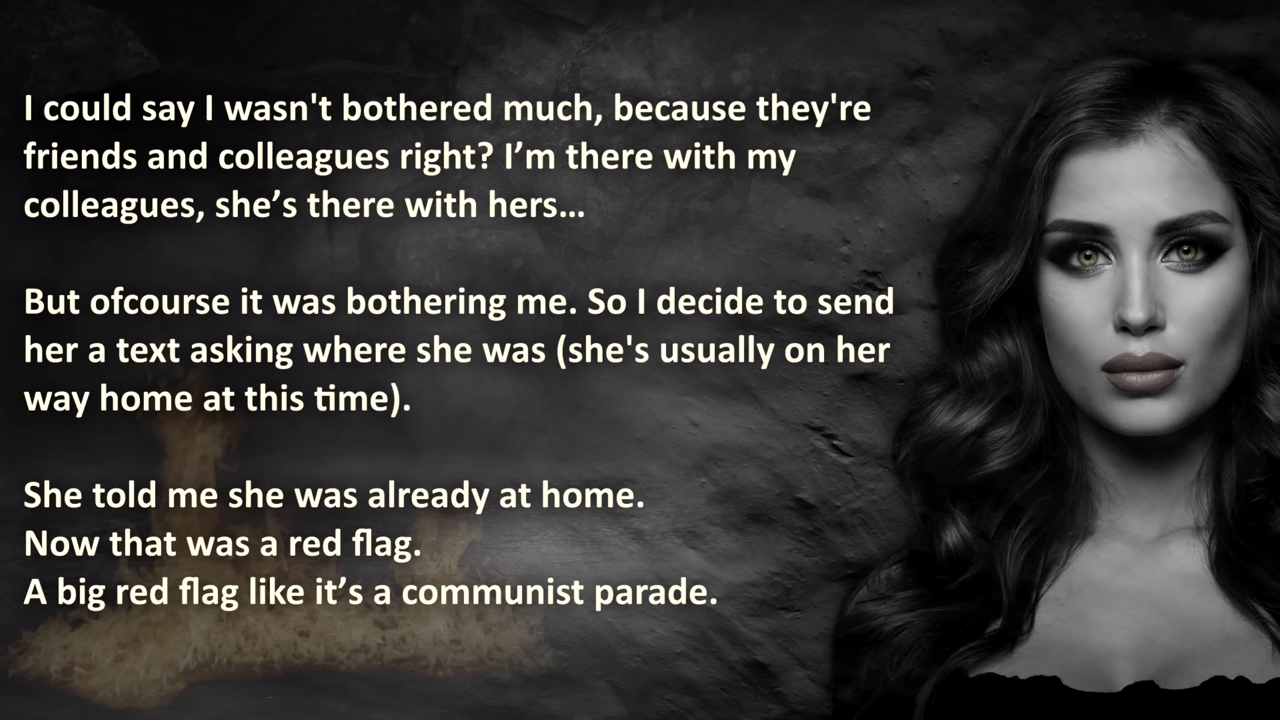 I could say I wasn't bothered much, because they're
friends and colleagues right? I’m there with my
colleagues, she’s there with hers…
But ofcourse it was bothering me. So I decide to send
her a text asking where she was (she's usually on her
way home at this time).
She told me she was already at home.
Now that was a red flag.
A big red flag like it’s a communist parade.